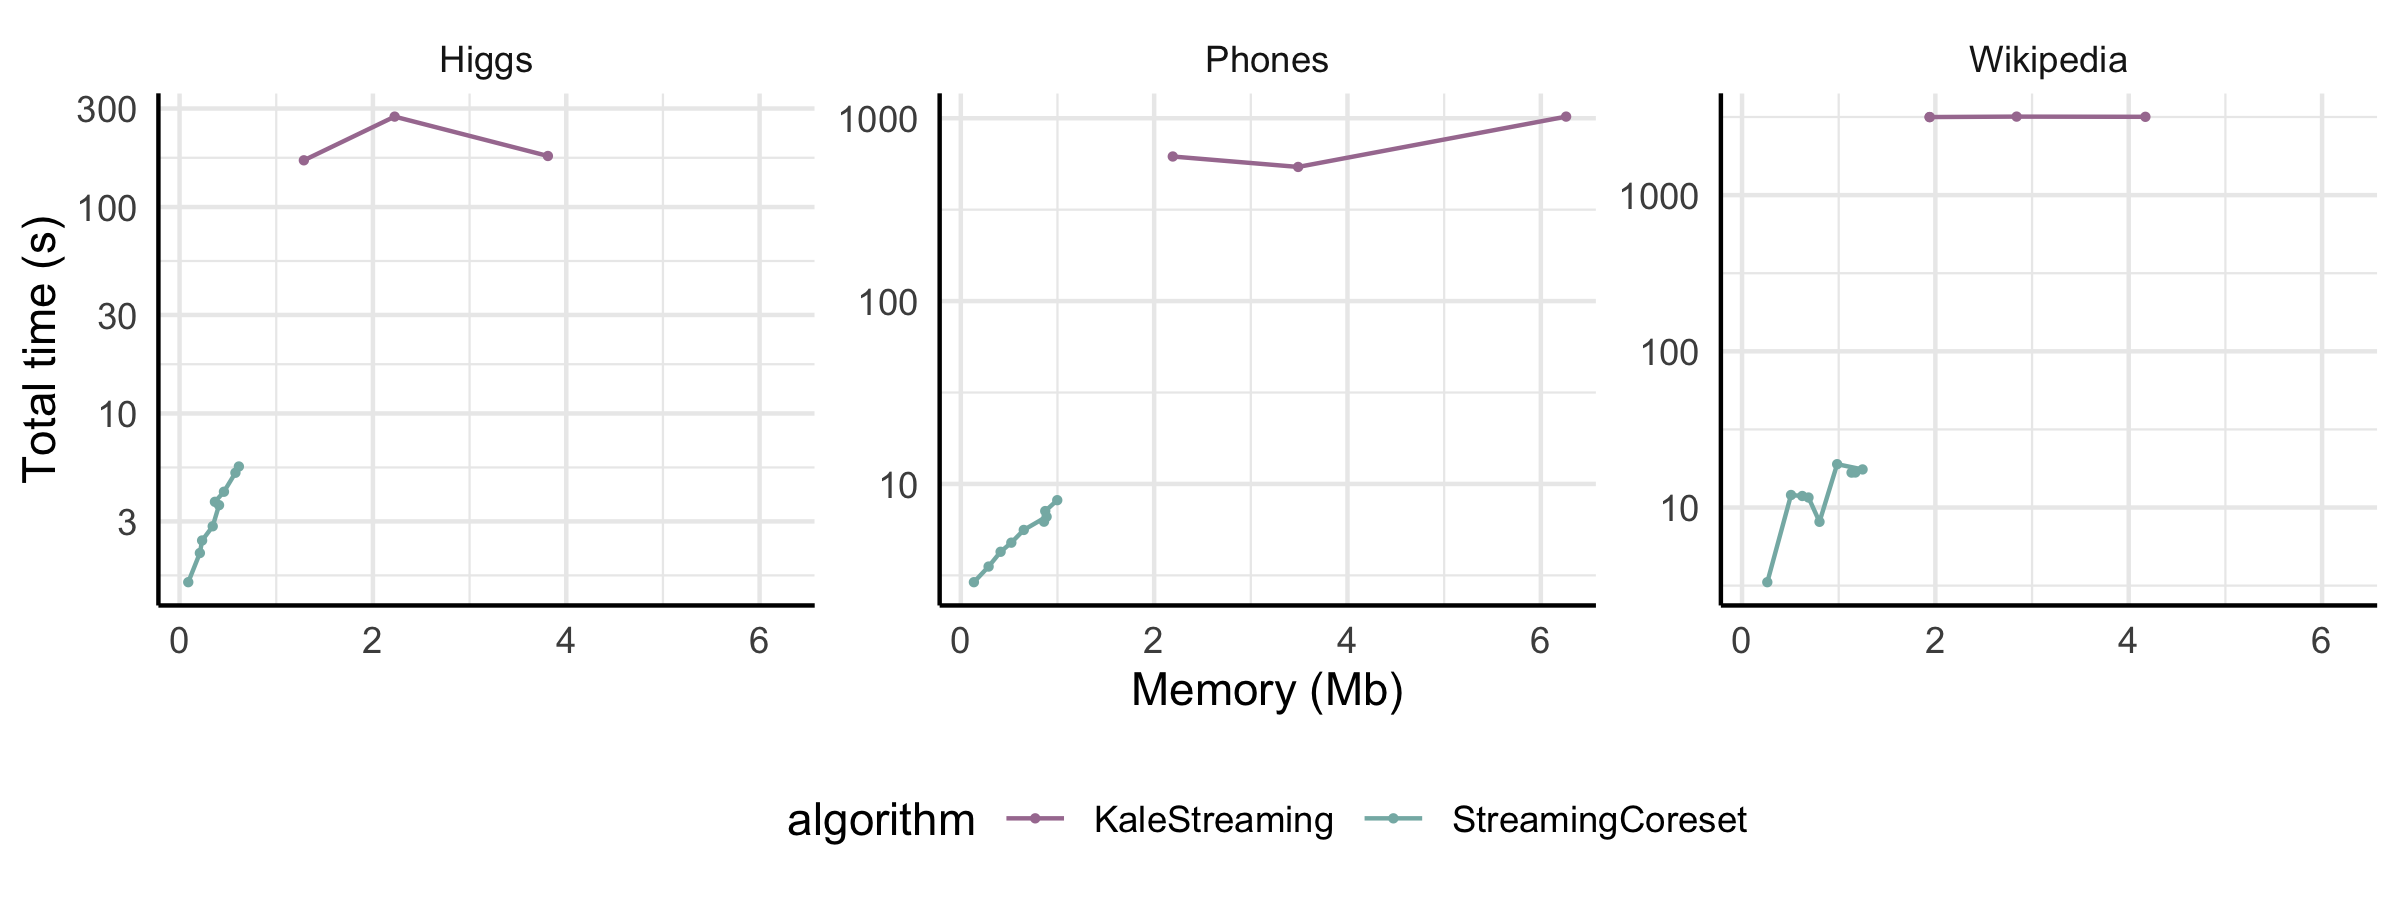 Higgs Phones Wikipedia
Total time (s)
300
100
30
10
3
1000
100
10
1000
100
10
0 2 4 6 0 2 4 6 0 2 4 6
Memory (Mb)
algorithm KaleStreaming StreamingCoreset